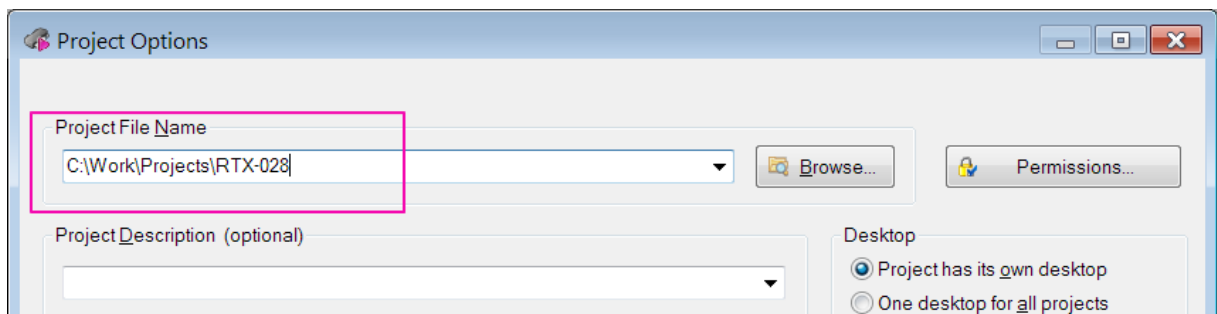 Project Options
Project File Name
C:\Work\Projects\RTX-028
Browse...
Permissions...
Project Description (optional)
Desktop
Project has its own desktop
One desktop for all projects